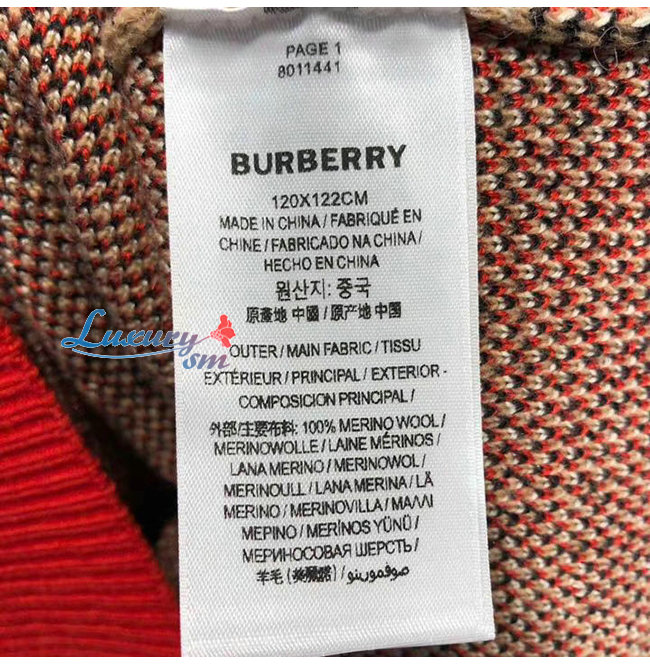 PAGE 1
8011441
BURBERRY
120X122CM
MADE IN CHINA / FABRIQUÉ EN
CHINE / FABRICADO NA CHINA /
HECHO EN CHINA
원산지: 중국
原產地 中國 / 原产地 中国
Luxury
sm
OUTER / MAIN FABRIC / TISSU
EXTÉRIEUR / PRINCIPAL / EXTERIOR -
COMPOSICIÓN PRINCIPAL /
外部/主要布料: 100% MERINO WOOL /
MERINOWOLLE / LAINE MÉRINOS /
LANA MERINO / MERINOWOL /
MERINOULL / LANA MERINA / LÃ
MERINO / MERINOVILLA / ΜΑΛΛΙ
ΜΕΡΙΝΟ / MERİNOS YÜNÜ /
МЕРИНОСОВАЯ ШЕРСТЬ /
羊毛 / صوف مورينو